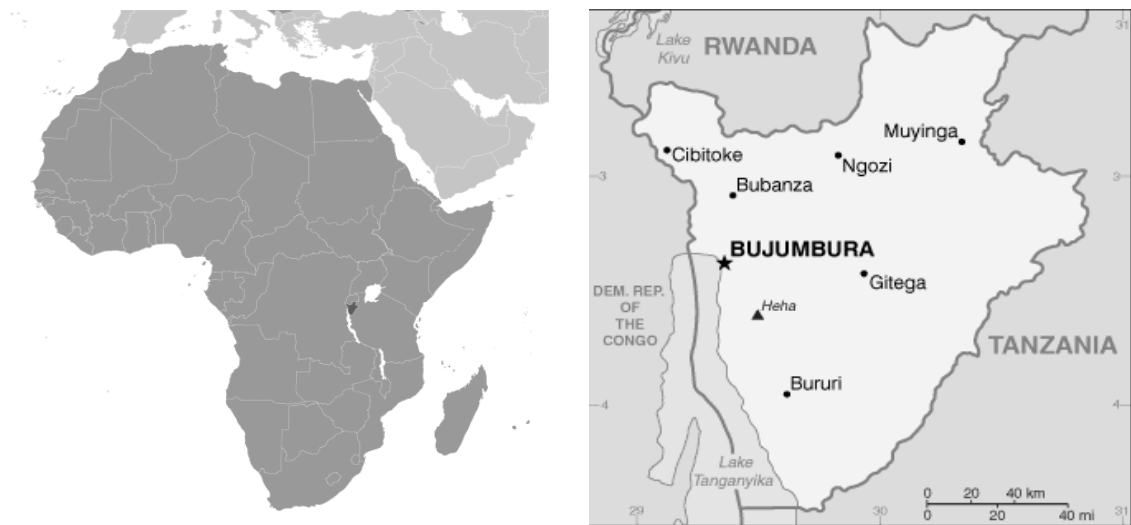 31
Lake
Kivu
RWANDA
Muyinga
Cibitoke
Ngozi
3
3
Bubanza
BUJUMBURA
Gitega
DEM. REP.
OF
THE
CONGO
Heha
TANZANIA
Bururi
4
4
Lake
Tanganyika
0 20 40 km
0 20 40 mi
29
30
31